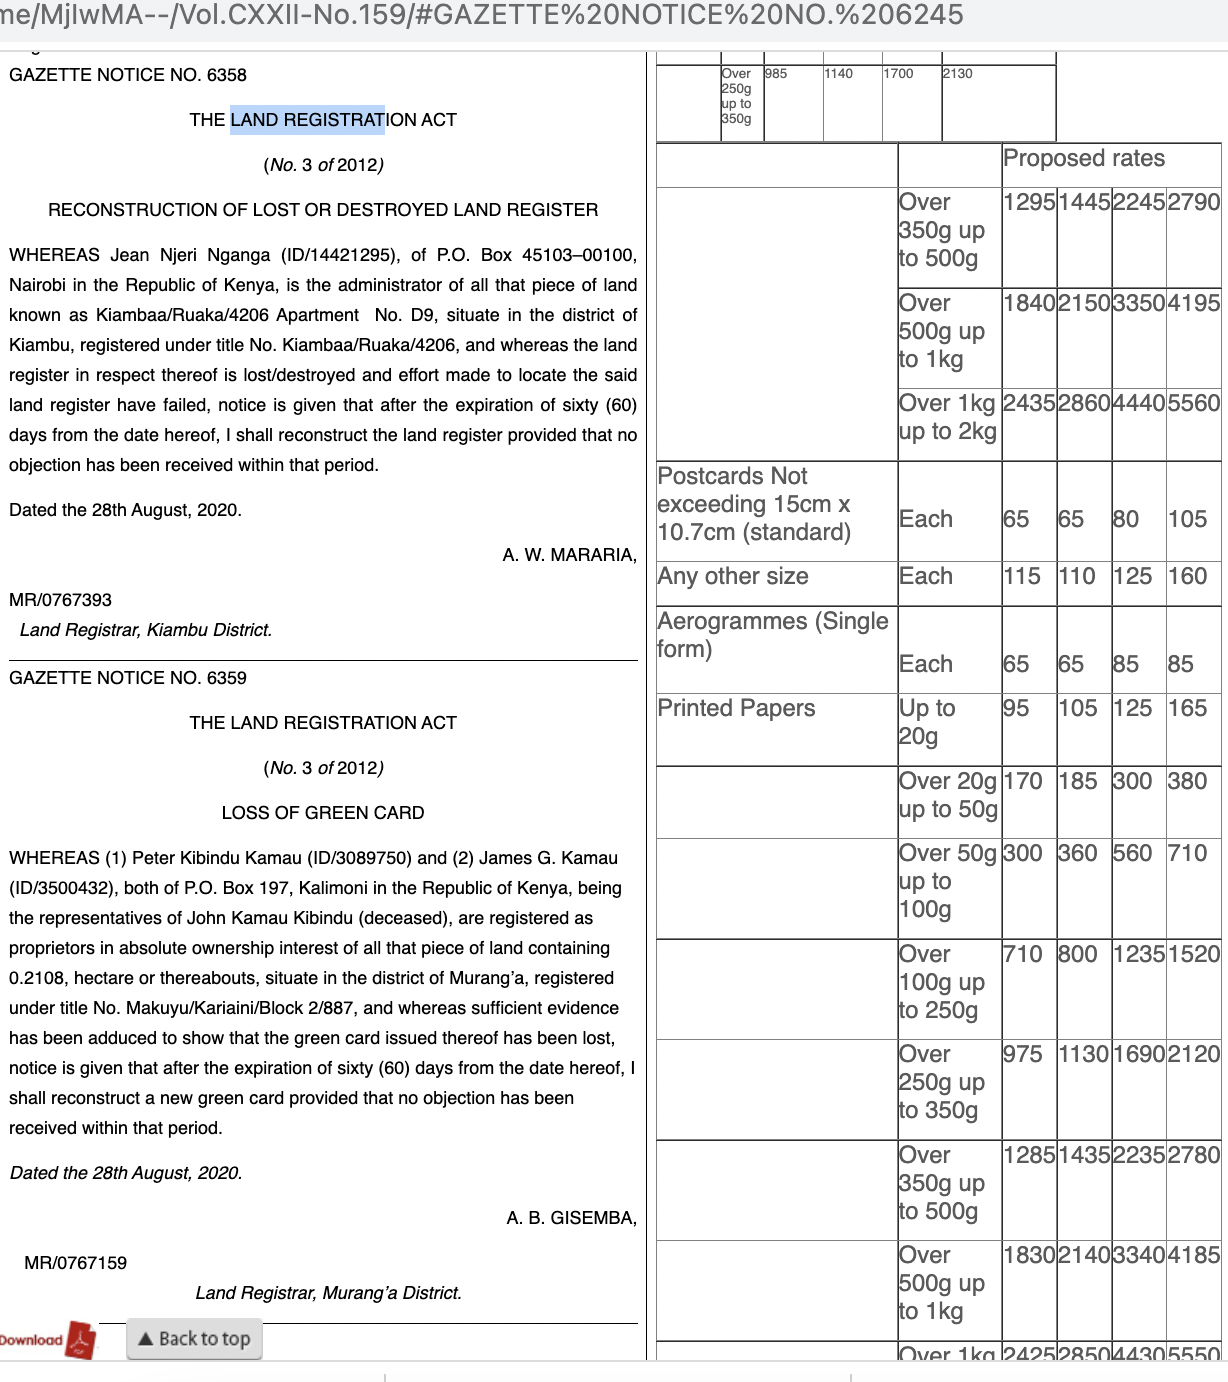 me/MjIwMA--/Vol.CXXII-No.159/#GAZETTE%20NOTICE%20NO.%206245
GAZETTE NOTICE NO. 6358
THE LAND REGISTRATION ACT
(No. 3 of 2012)
RECONSTRUCTION OF LOST OR DESTROYED LAND REGISTER
WHEREAS Jean Njeri Nganga (ID/14421295), of P.O. Box 45103–00100,
Nairobi in the Republic of Kenya, is the administrator of all that piece of land
known as Kiambaa/Ruaka/4206 Apartment No. D9, situate in the district of
Kiambu, registered under title No. Kiambaa/Ruaka/4206, and whereas the land
register in respect thereof is lost/destroyed and effort made to locate the said
land register have failed, notice is given that after the expiration of sixty (60)
days from the date hereof, I shall reconstruct the land register provided that no
objection has been received within that period.
Dated the 28th August, 2020.
A. W. MARARIA,
MR/0767393
Land Registrar, Kiambu District.
GAZETTE NOTICE NO. 6359
THE LAND REGISTRATION ACT
(No. 3 of 2012)
LOSS OF GREEN CARD
WHEREAS (1) Peter Kibindu Kamau (ID/3089750) and (2) James G. Kamau
(ID/3500432), both of P.O. Box 197, Kalimoni in the Republic of Kenya, being
the representatives of John Kamau Kibindu (deceased), are registered as
proprietors in absolute ownership interest of all that piece of land containing
0.2108, hectare or thereabouts, situate in the district of Murang’a, registered
under title No. Makuyu/Kariaini/Block 2/887, and whereas sufficient evidence
has been adduced to show that the green card issued thereof has been lost,
notice is given that after the expiration of sixty (60) days from the date hereof, I
shall reconstruct a new green card provided that no objection has been
received within that period.
Dated the 28th August, 2020.
A. B. GISEMBA,
MR/0767159
Land Registrar, Murang’a District.
Download
▲ Back to top
Over 985 1140 1700 2130
250g
up to
350g
Proposed rates
Over 1295 1445 2245 2790
350g up
to 500g
Over 1840 2150 3350 4195
500g up
to 1kg
Over 1kg 2435 2860 4440 5560
up to 2kg
Postcards Not
exceeding 15cm x
10.7cm (standard) Each 65 65 80 105
Any other size Each 115 110 125 160
Aerogrammes (Single
form)
Each 65 65 85 85
Printed Papers Up to 95 105 125 165
20g
Over 20g 170 185 300 380
up to 50g
Over 50g 300 360 560 710
up to
100g
Over 710 800 1235 1520
100g up
to 250g
Over 975 1130 1690 2120
250g up
to 350g
Over 1285 1435 2235 2780
350g up
to 500g
Over 1830 2140 3340 4185
500g up
to 1kg
Over 1kg 2425 2850 4430 5550